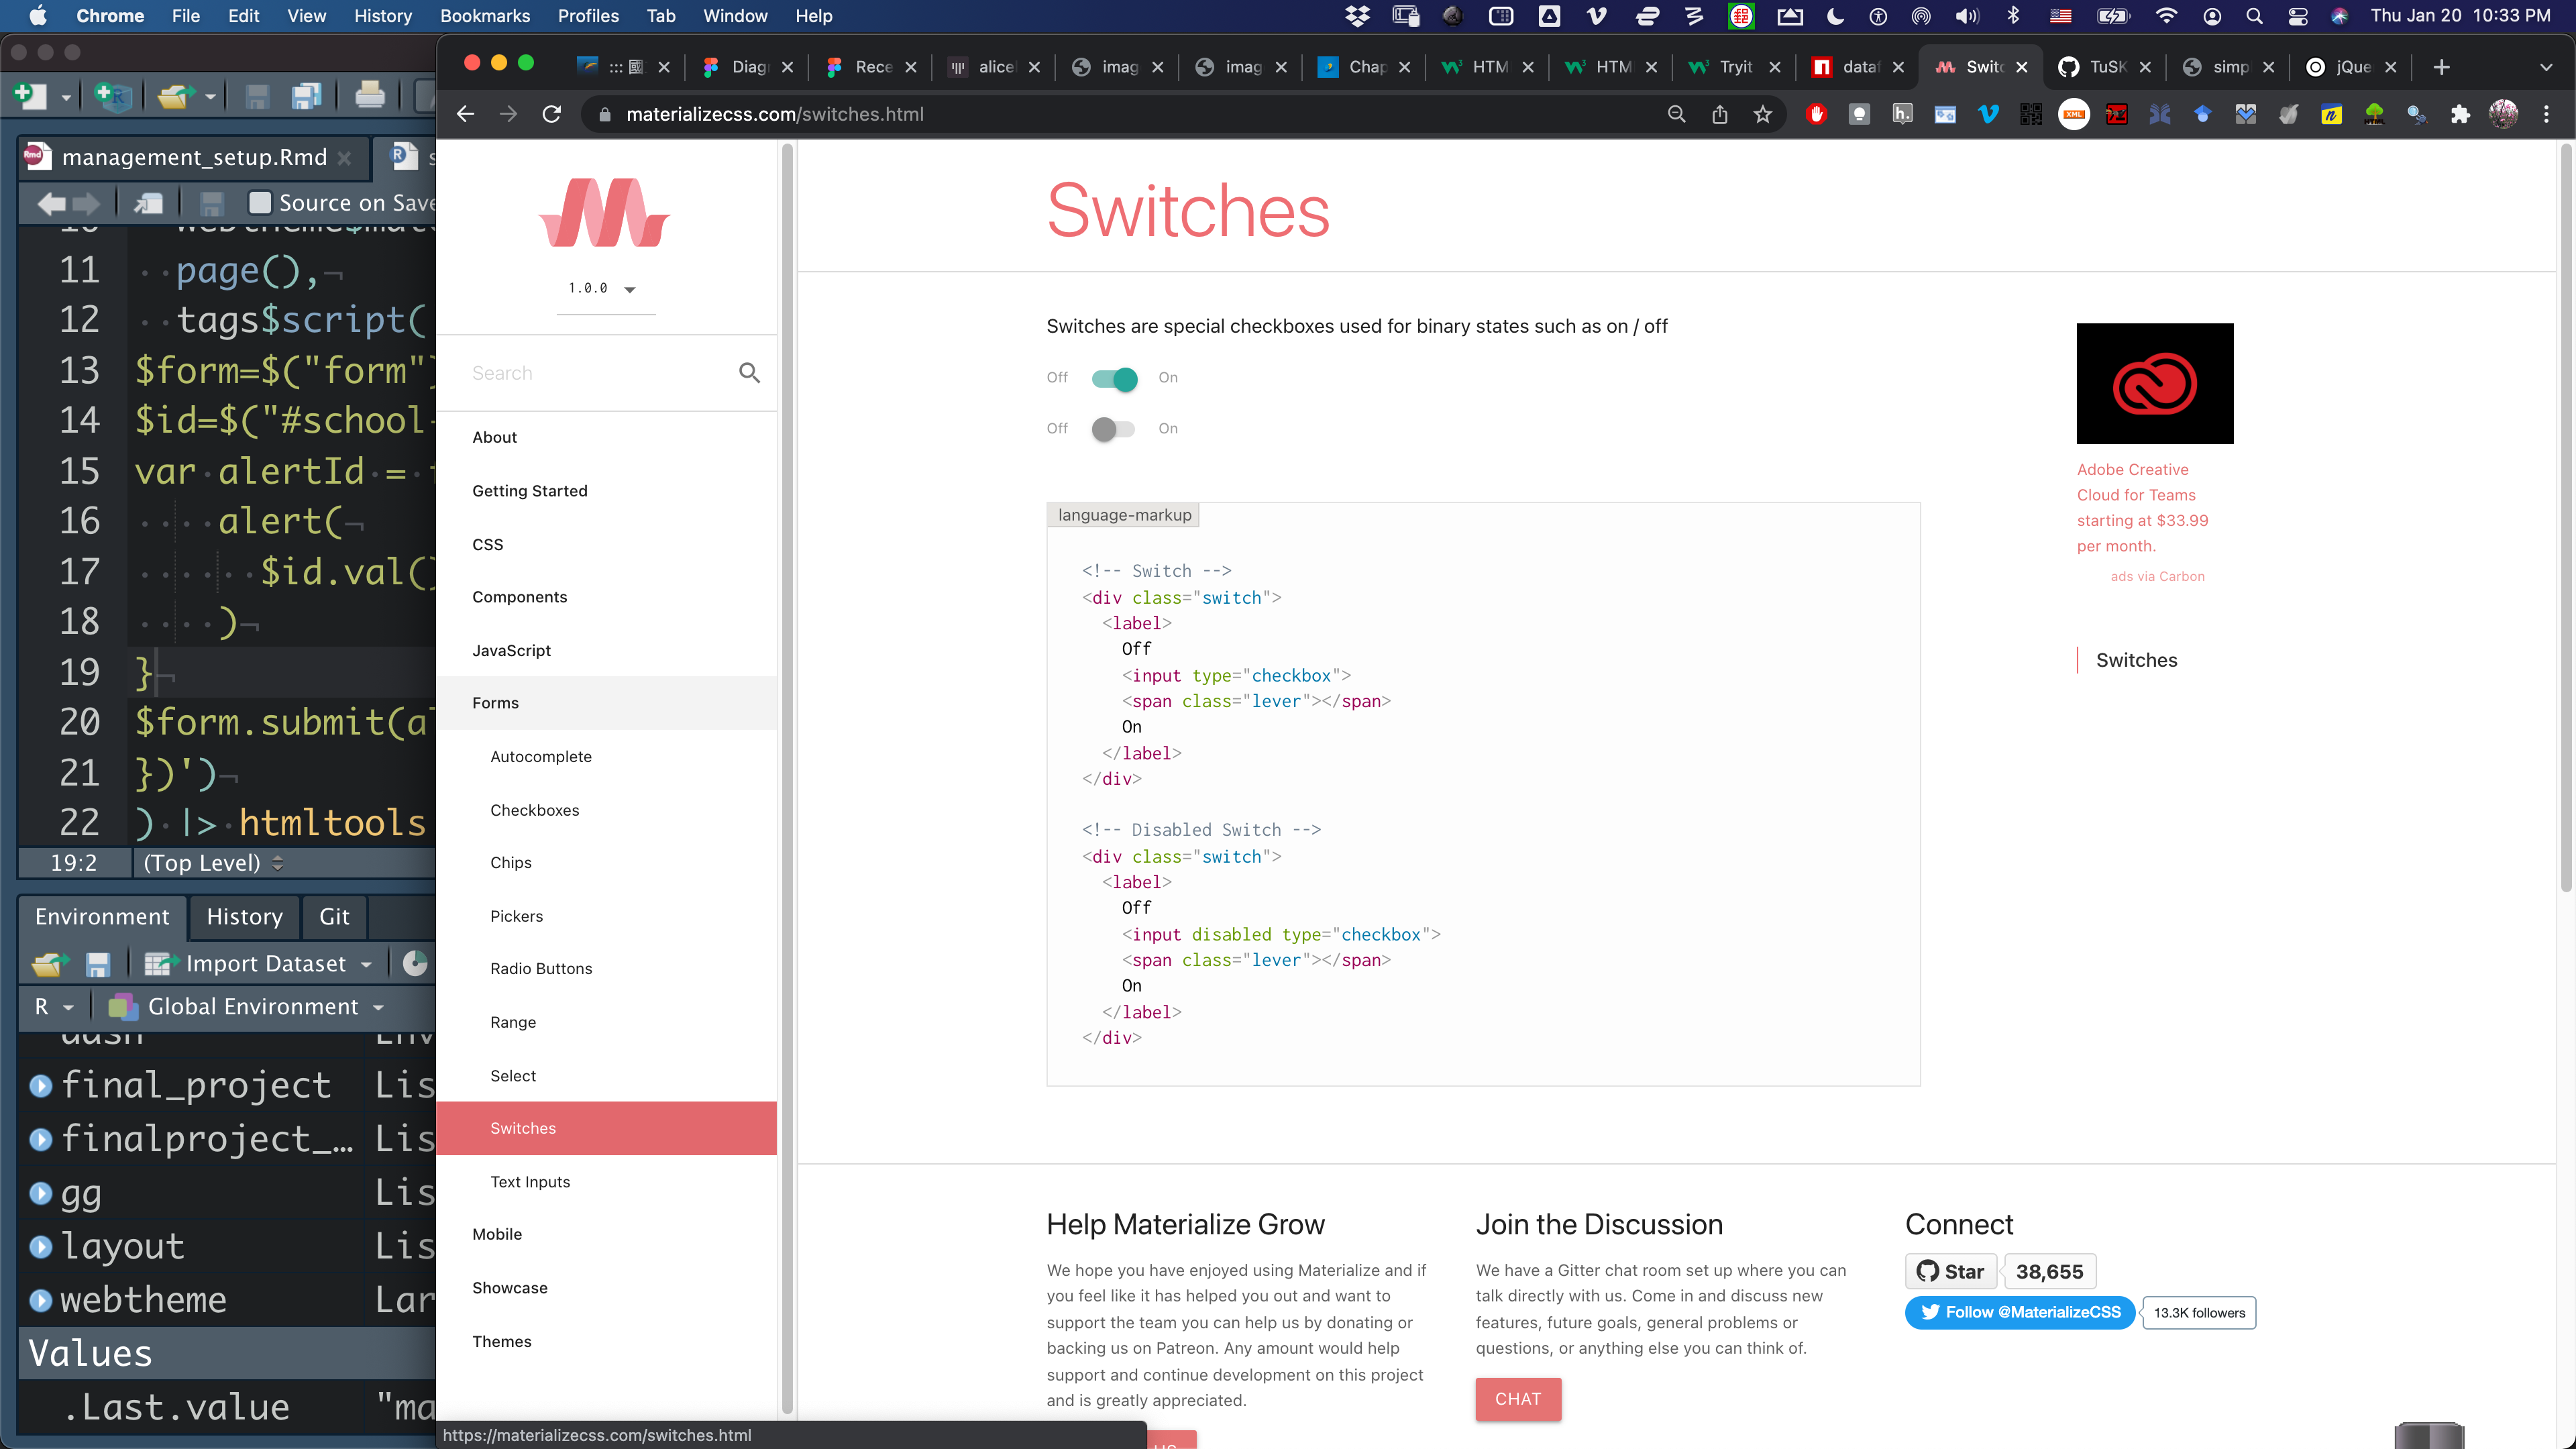 Chrome File Edit View History Bookmarks Profiles Tab Window Help
Thu Jan 20 10:33 PM
Diag
Rece
alice
imag
imag
Chap
HTM
HTM
Tryit
dataf
Switc
TuSK
simp
jQue
materializecss.com/switches.html
management_setup.Rmd
Source on Save
11 page(),
12 tags$script(
13 $form=$("form")
14 $id=$("#school-
15 var alertId =
16 alert(
17 $id.val()
18 )
19 }
20 $form.submit(al
21 })')
22 ) |> htmltools
19:2 (Top Level)
Environment History Git
Import Dataset
R Global Environment
final_project Lis
finalproject_… Lis
gg Lis
layout Lis
webtheme Lar
Values
.Last.value "ma
1.0.0
Search
About
Getting Started
CSS
Components
JavaScript
Forms
Autocomplete
Checkboxes
Chips
Pickers
Radio Buttons
Range
Select
Switches
Text Inputs
Mobile
Showcase
Themes
https://materializecss.com/switches.html
Switches
Switches are special checkboxes used for binary states such as on / off
Off On
Off On
language-markup
<!-- Switch -->
<div class="switch">
<label>
Off
<input type="checkbox">
<span class="lever"></span>
On
</label>
</div>
<!-- Disabled Switch -->
<div class="switch">
<label>
Off
<input disabled type="checkbox">
<span class="lever"></span>
On
</label>
</div>
Adobe Creative
Cloud for Teams
starting at $33.99
per month.
ads via Carbon
Switches
Help Materialize Grow
We hope you have enjoyed using Materialize and if
you feel like it has helped you out and want to
support the team you can help us by donating or
backing us on Patreon. Any amount would help
support and continue development on this project
and is greatly appreciated.
Join the Discussion
We have a Gitter chat room set up where you can
talk directly with us. Come in and discuss new
features, future goals, general problems or
questions, or anything else you can think of.
CHAT
Connect
Star 38,655
Follow @MaterializeCSS 13.3K followers